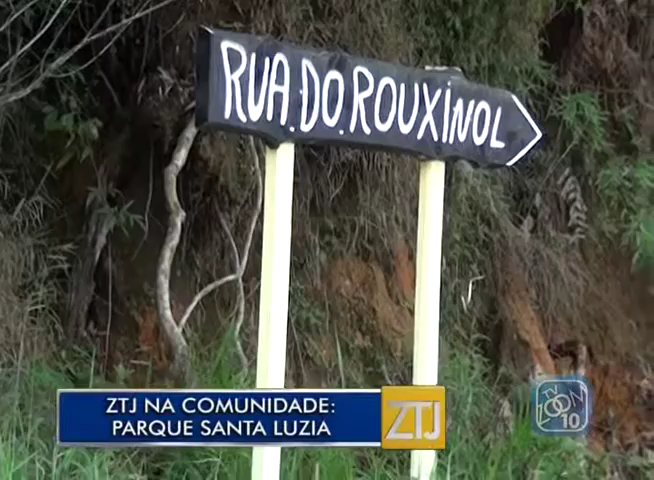 RUA.DO.ROUXINOL
ZTJ NA COMUNIDADE:
PARQUE SANTA LUZIA
ZTJ
TV
ZOOM
10